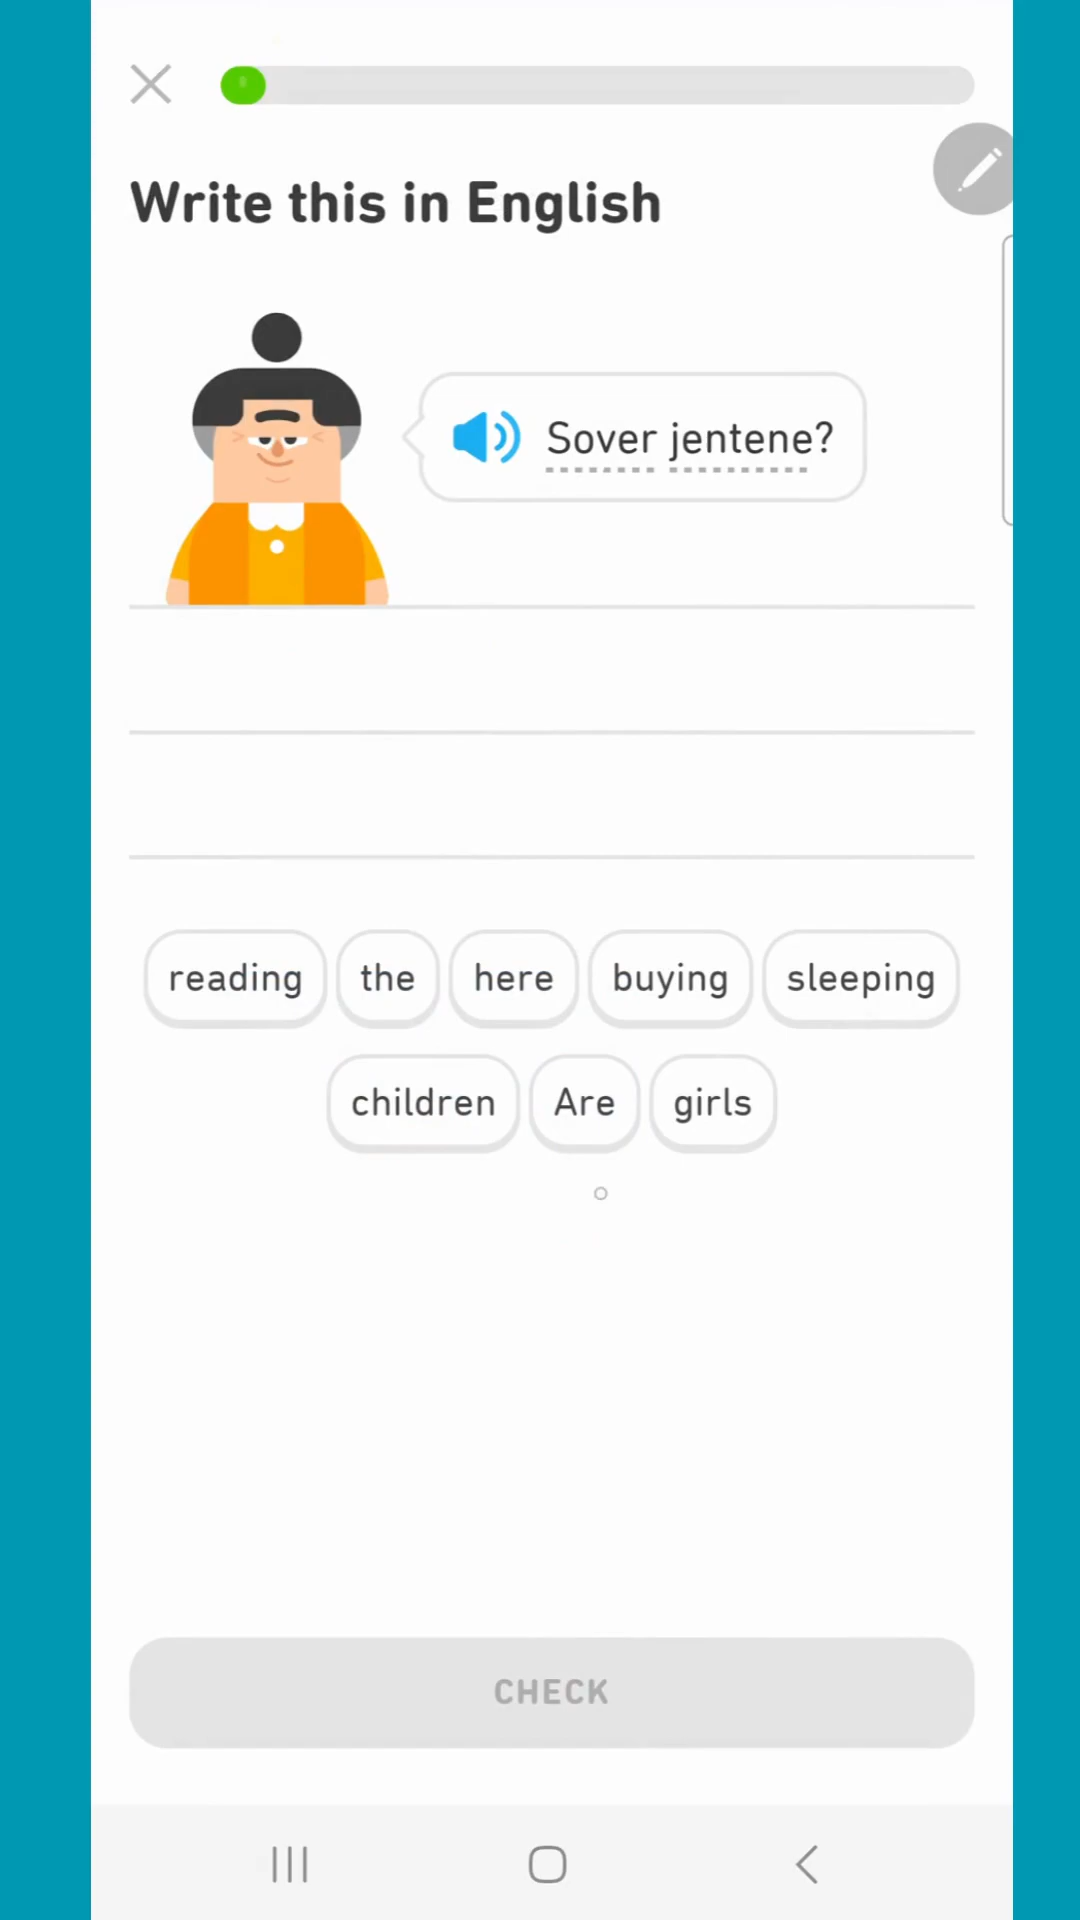 Write this in English
Sover jentene?
reading the here buying sleeping
children Are girls
CHECK